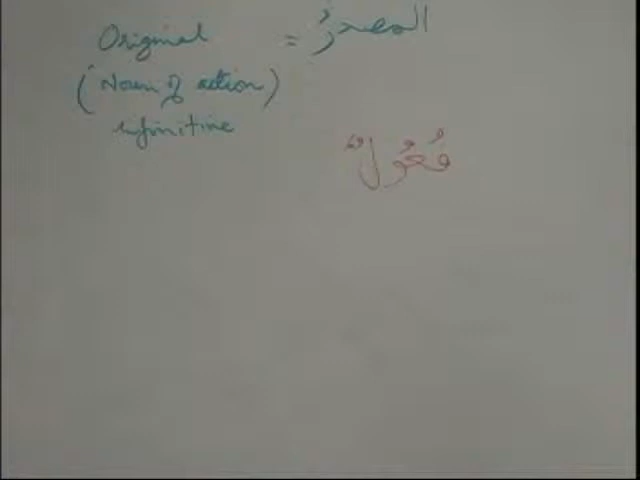 Original = المصدرُ
(Noun of action)
infinitive
فُعُولٌ